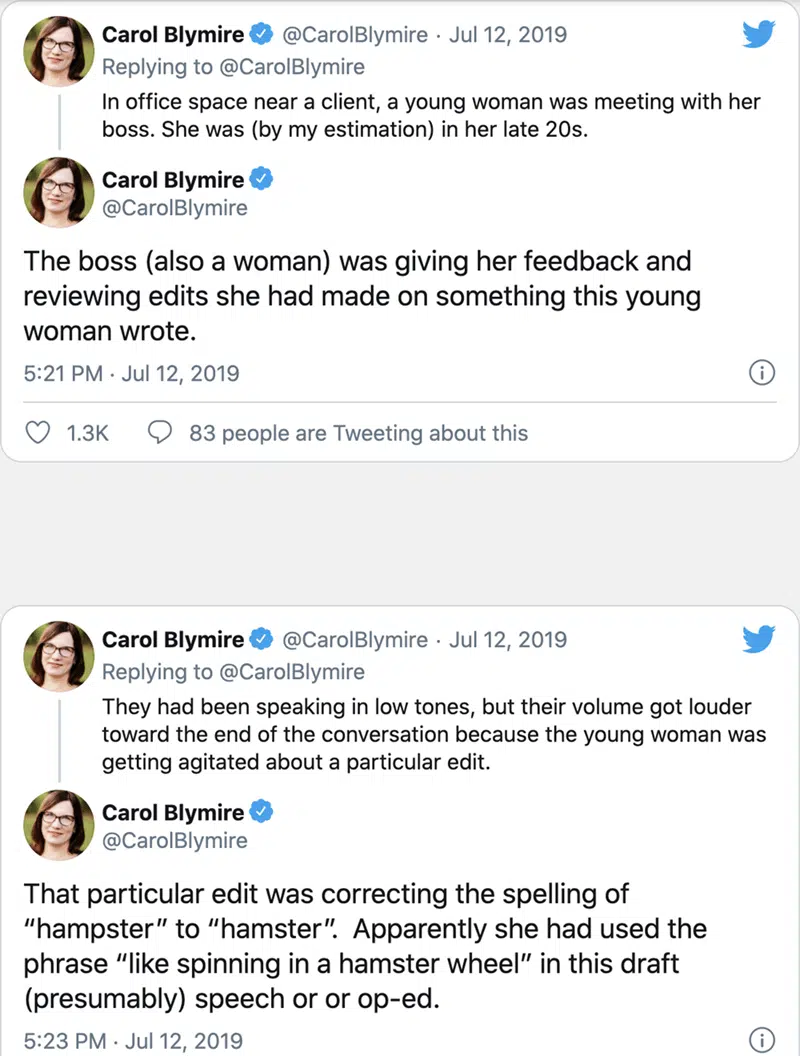 Carol Blymire @CarolBlymire · Jul 12, 2019
Replying to @CarolBlymire
In office space near a client, a young woman was meeting with her
boss. She was (by my estimation) in her late 20s.
Carol Blymire
@CarolBlymire
The boss (also a woman) was giving her feedback and
reviewing edits she had made on something this young
woman wrote.
5:21 PM · Jul 12, 2019
1.3K 83 people are Tweeting about this
Carol Blymire @CarolBlymire · Jul 12, 2019
Replying to @CarolBlymire
They had been speaking in low tones, but their volume got louder
toward the end of the conversation because the young woman was
getting agitated about a particular edit.
Carol Blymire
@CarolBlymire
That particular edit was correcting the spelling of
“hampster” to “hamster”.  Apparently she had used the
phrase “like spinning in a hamster wheel” in this draft
(presumably) speech or or op-ed.
5:23 PM · Jul 12, 2019